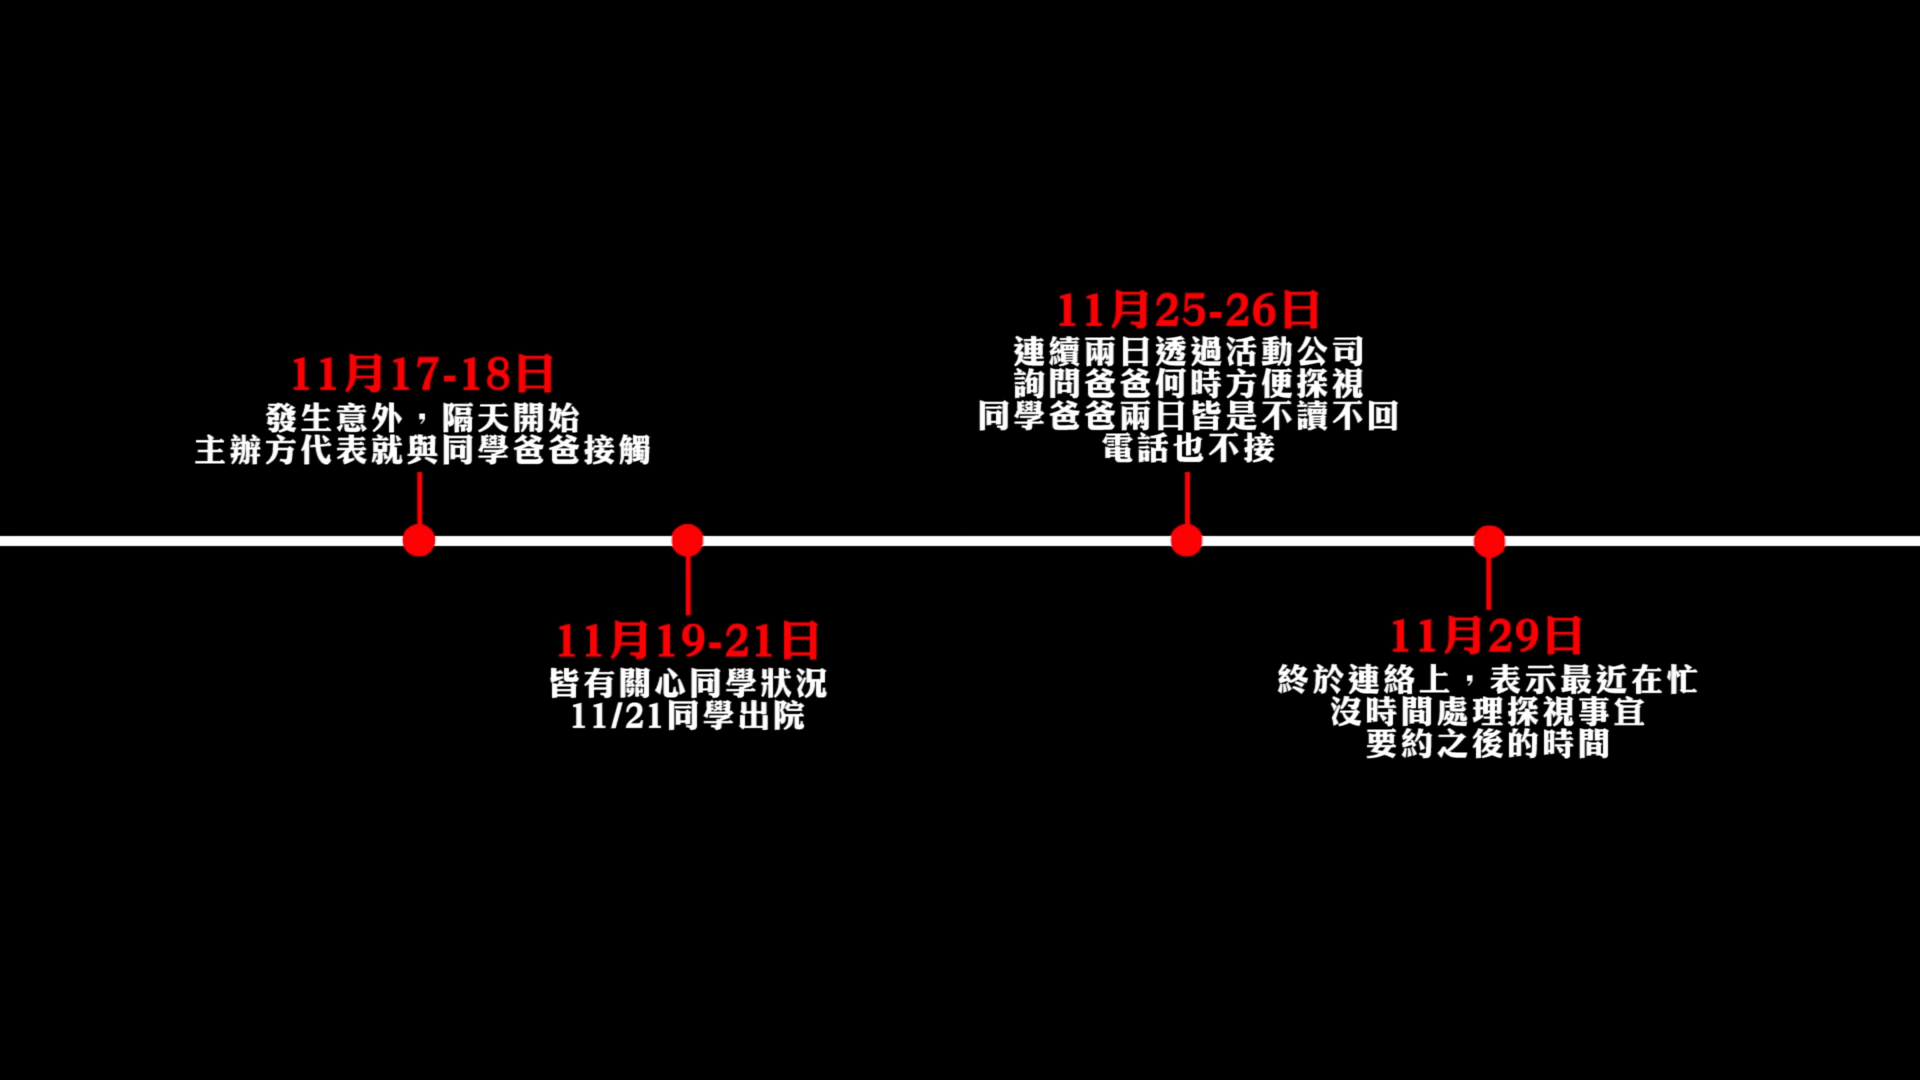 11月17-18日
發生意外，隔天開始
主辦方代表就與同學爸爸接觸
11月19-21日
皆有關心同學狀況
11/21同學出院
11月25-26日
連續兩日透過活動公司
詢問爸爸何時方便探視
同學爸爸兩日皆是不讀不回
電話也不接
11月29日
終於連絡上，表示最近在忙
沒時間處理探視事宜
要約之後的時間